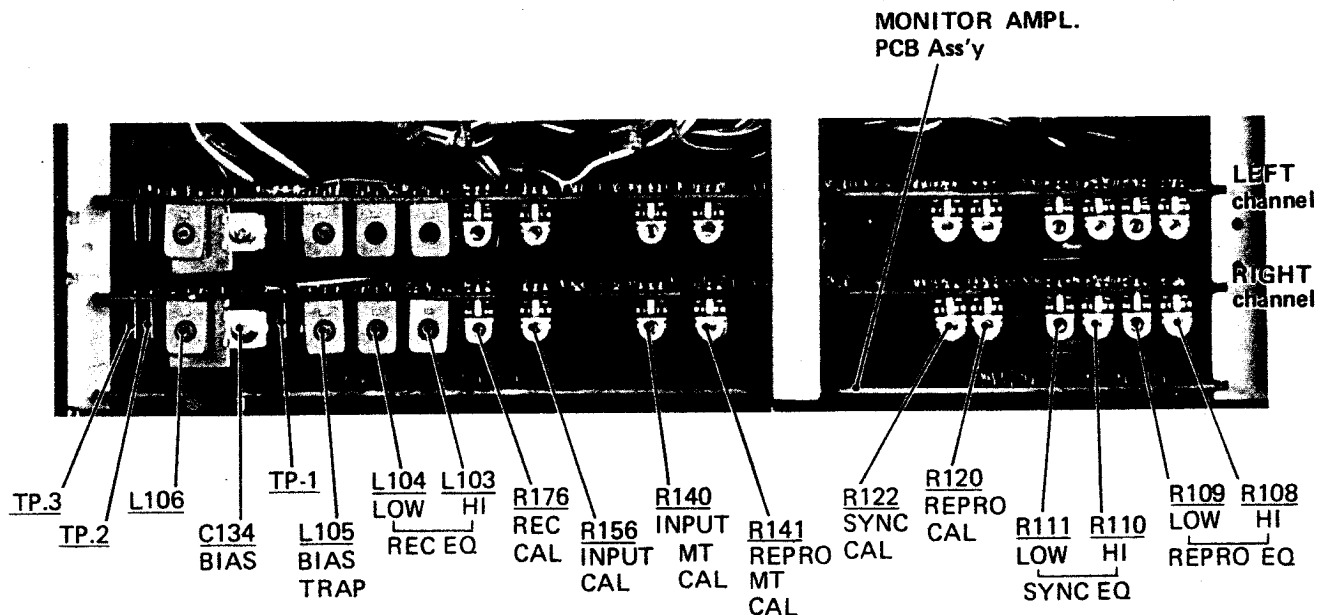 MONITOR AMPL.
PCB Ass'y
LEFT
channel
RIGHT
channel
TP.3
TP.2
L106
C134
BIAS
TP-1
L105
BIAS
TRAP
L104
LOW
L103
HI
REC EQ
R176
REC
CAL
R156
INPUT
CAL
R140
INPUT
MT
CAL
R141
REPRO
MT
CAL
R122
SYNC
CAL
R120
REPRO
CAL
R111
LOW
R110
HI
SYNC EQ
R109
LOW
R108
HI
REPRO EQ